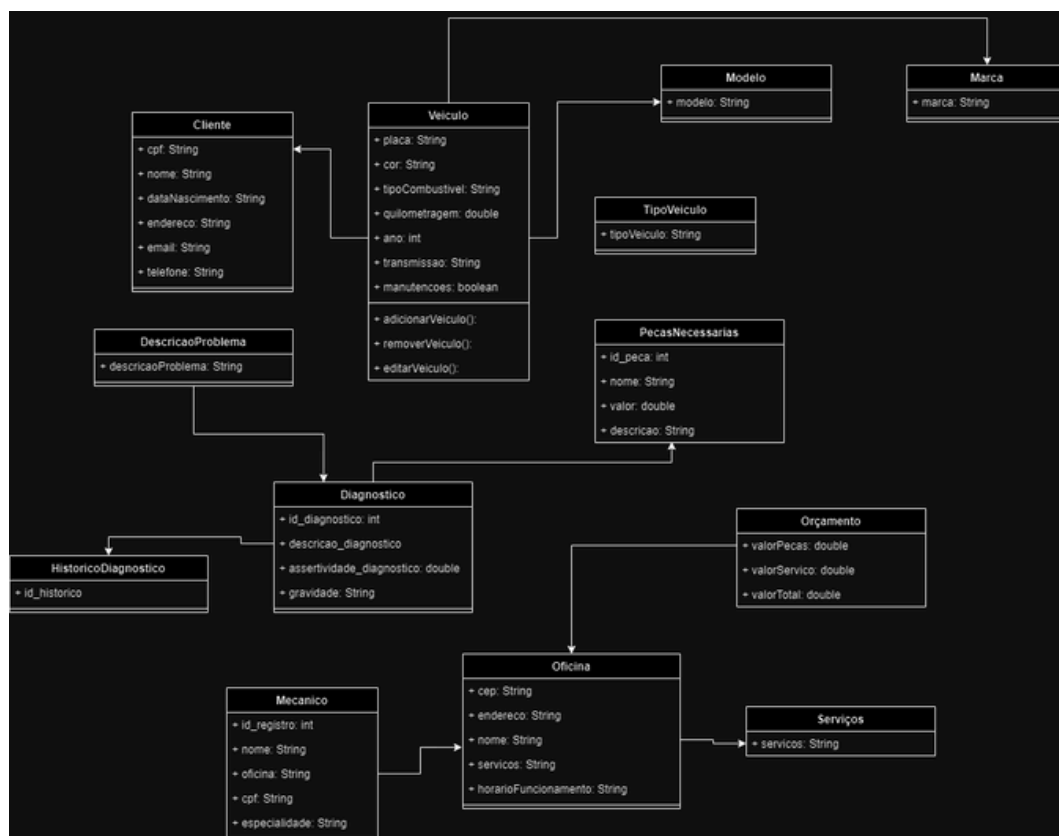 Modelo
+ modelo: String
Marca
+ marca: String
Cliente
+ cpf: String
+ nome: String
+ dataNascimento: String
+ endereco: String
+ email: String
+ telefone: String
Veiculo
+ placa: String
+ cor: String
+ tipoCombustivel: String
+ quilometragem: double
+ ano: int
+ transmissao: String
+ manutencoes: boolean
+ adicionarVeiculo():
+ removerVeiculo():
+ editarVeiculo():
TipoVeiculo
+ tipoVeiculo: String
DescricaoProblema
+ descricaoProblema: String
PecasNecessarias
+ id_peca: int
+ nome: String
+ valor: double
+ descricao: String
Diagnostico
+ id_diagnostico: int
+ descricao_diagnostico
+ assertividade_diagnostico: double
+ gravidade: String
HistoricoDiagnostico
+ id_historico
Orçamento
+ valorPecas: double
+ valorServico: double
+ valorTotal: double
Oficina
+ cep: String
+ endereco: String
+ nome: String
+ servicos: String
+ horarioFuncionamento: String
Mecanico
+ id_registro: int
+ nome: String
+ oficina: String
+ cpf: String
+ especialidade: String
Serviços
+ servicos: String